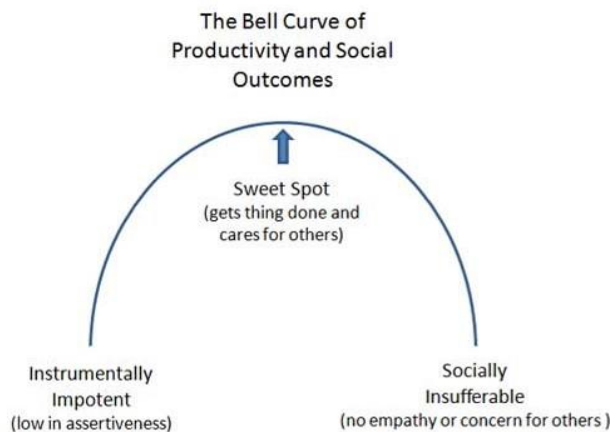 The Bell Curve of
Productivity and Social
Outcomes
Sweet Spot
(gets thing done and
cares for others)
Instrumentally
Impotent
(low in assertiveness)
Socially
Insufferable
(no empathy or concern for others )